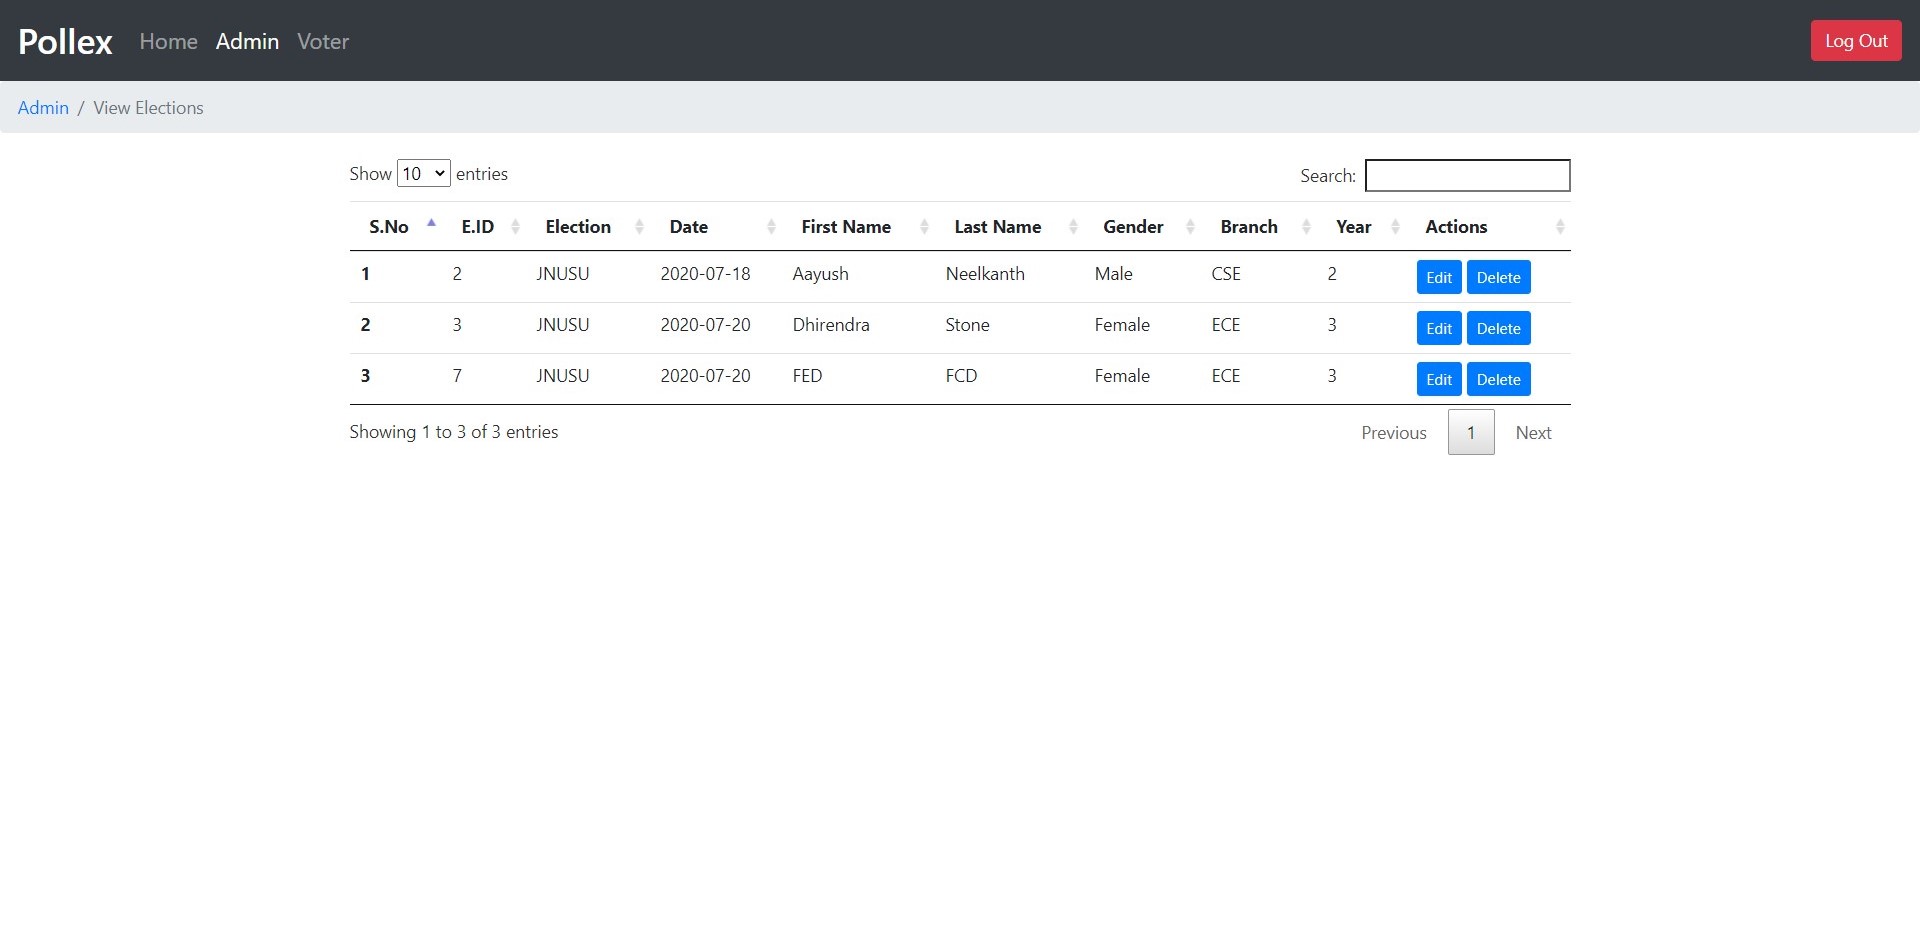 Pollex Home Admin Voter Log Out
Admin / View Elections
Show 10 entries Search:
S.No E.ID Election Date First Name Last Name Gender Branch Year Actions
1 2 JNUSU 2020-07-18 Aayush Neelkanth Male CSE 2 Edit Delete
2 3 JNUSU 2020-07-20 Dhirendra Stone Female ECE 3 Edit Delete
3 7 JNUSU 2020-07-20 FED FCD Female ECE 3 Edit Delete
Showing 1 to 3 of 3 entries Previous 1 Next